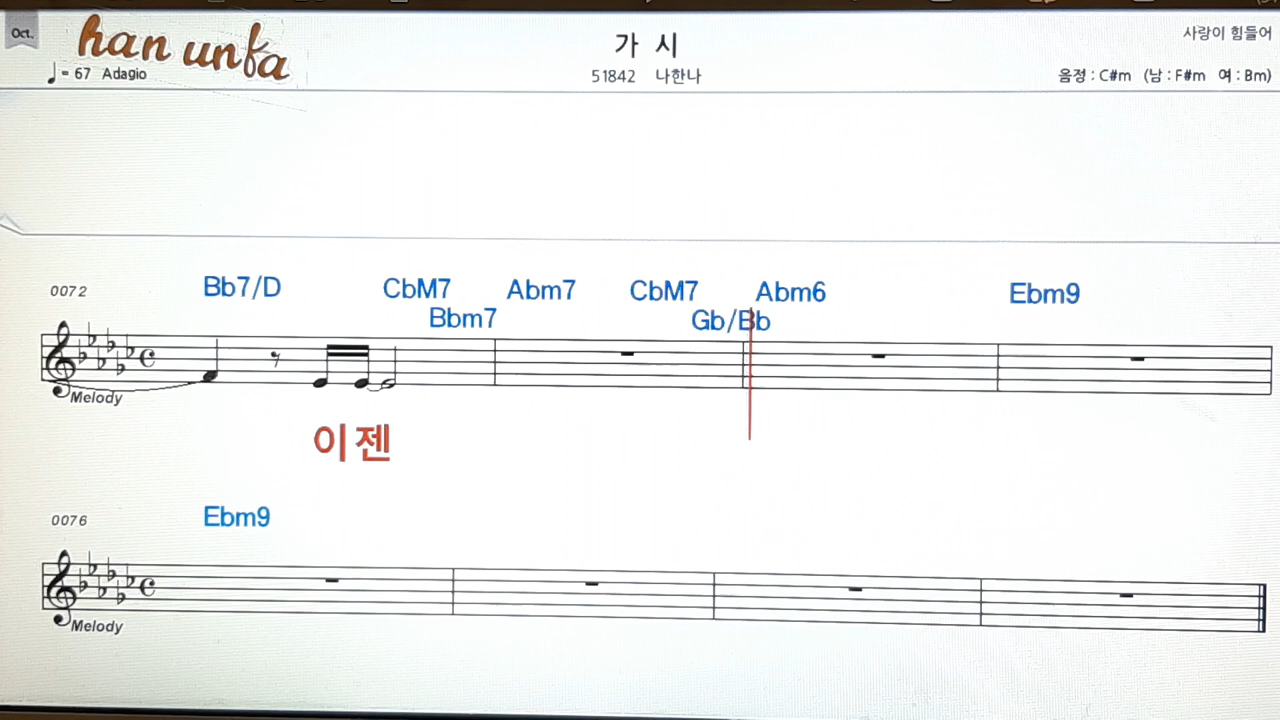 Oct.
han unfa
♩= 67 Adagio
가 시
51842 나한나
사랑이 힘들어
음정 : C#m (남 : F#m 여 : Bm)
0072
Bb7/D CbM7 Abm7 CbM7 Abm6 Ebm9
Bbm7 Gb/Bb
Melody
이 젠
0076
Ebm9
Melody